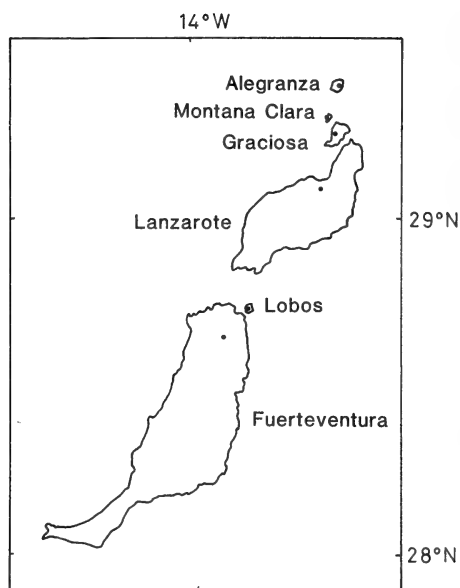 14°W
Alegranza
Montana Clara
Graciosa
Lanzarote
29°N
Lobos
Fuerteventura
28°N